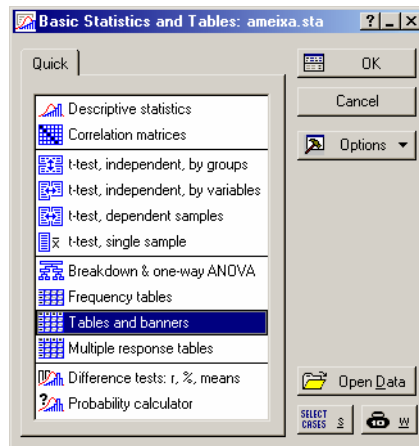 Basic Statistics and Tables: ameixa.sta
Quick
Descriptive statistics
Correlation matrices
t-test, independent, by groups
t-test, independent, by variables
t-test, dependent samples
t-test, single sample
Breakdown & one-way ANOVA
Frequency tables
Tables and banners
Multiple response tables
Difference tests: r, %, means
Probability calculator
OK
Cancel
Options
Open Data
SELECT CASES S
W